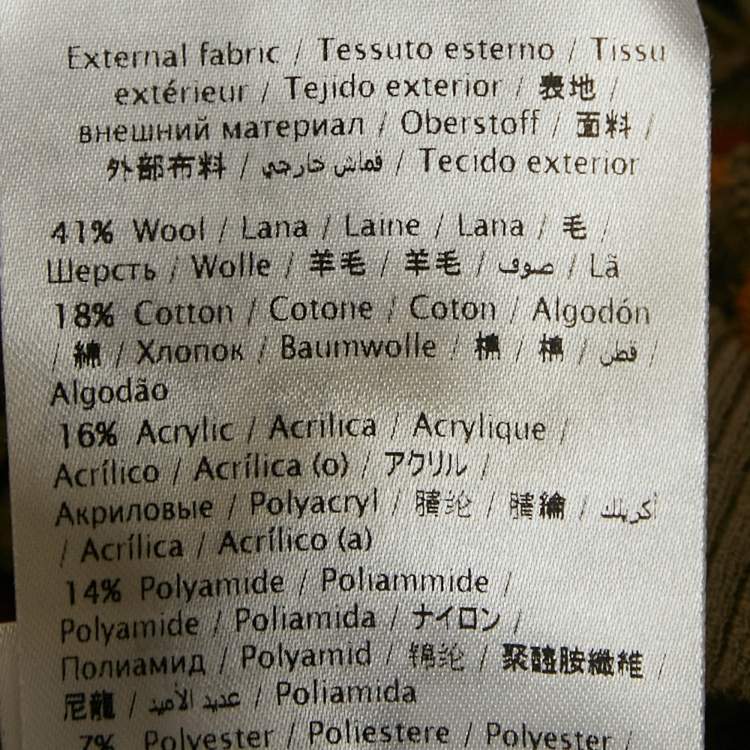 External fabric / Tessuto esterno / Tissu
extérieur / Tejido exterior / 表地 /
внешний материал / Oberstoff / 面料 /
外部布料 / قماش خارجي / Tecido exterior
41% Wool / Lana / Laine / Lana / 毛 /
Шерсть / Wolle / 羊毛 / 羊毛 / صوف / Lã
18% Cotton / Cotone / Coton / Algodón
/ 綿 / Хлопок / Baumwolle / 棉 / 棉 / قطن /
Algodão
16% Acrylic / Acrilica / Acrylique /
Acrílico / Acrílica (o) / アクリル /
Акриловые / Polyacryl / 腈纶 / 腈綸 / أكريلك
/ Acrílica / Acrílico (a)
14% Polyamide / Poliammide /
Polyamide / Poliamida / ナイロン /
Полиамид / Polyamid / 锦纶 / 聚醯胺纖維 /
尼龍 / عديد الأميد / Poliamida
7% Polyester / Poliestere / Polyester /